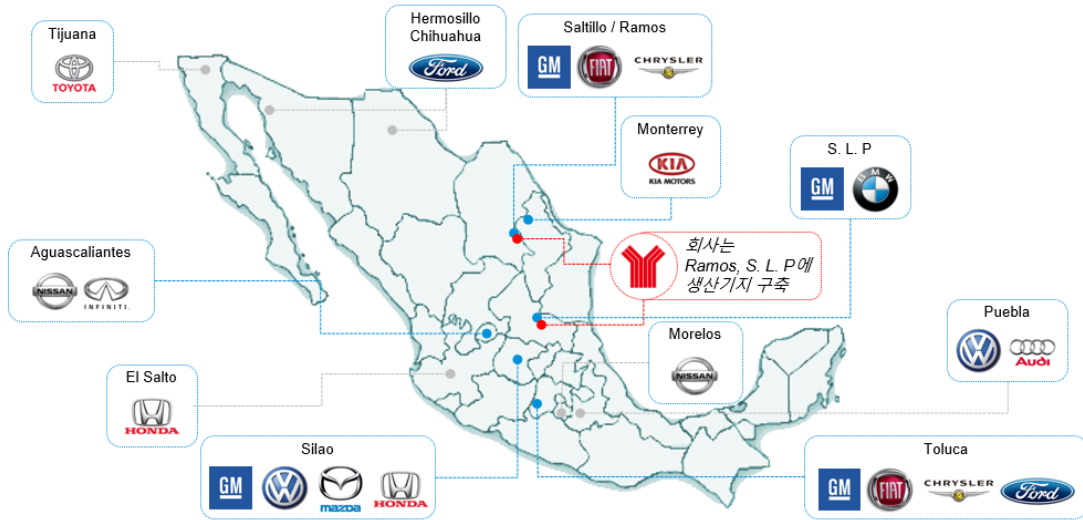 Tijuana
TOYOTA
Hermosillo
Chihuahua
Ford
Saltillo / Ramos
GM
FIAT
CHRYSLER
Monterrey
KIA
KIA MOTORS
S. L. P
GM
BMW
Aguascaliantes
NISSAN
INFINITI.
회사는
Ramos, S. L. P에
생산기지 구축
Puebla
Audi
Morelos
NISSAN
El Salto
HONDA
Silao
GM
mazda
HONDA
Toluca
GM
FIAT
CHRYSLER
Ford